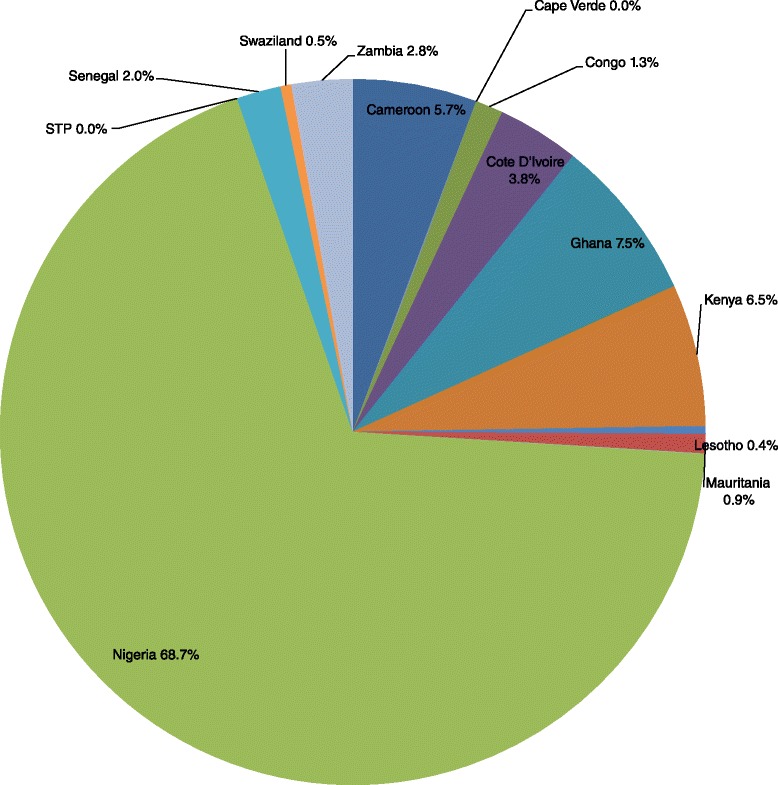 Cape Verde 0.0%
Swaziland 0.5%
Zambia 2.8%
Congo 1.3%
Senegal 2.0%
Cameroon 5.7%
STP 0.0%
Cote D'Ivoire
3.8%
Ghana 7.5%
Kenya 6.5%
Lesotho 0.4%
Mauritania
0.9%
Nigeria 68.7%